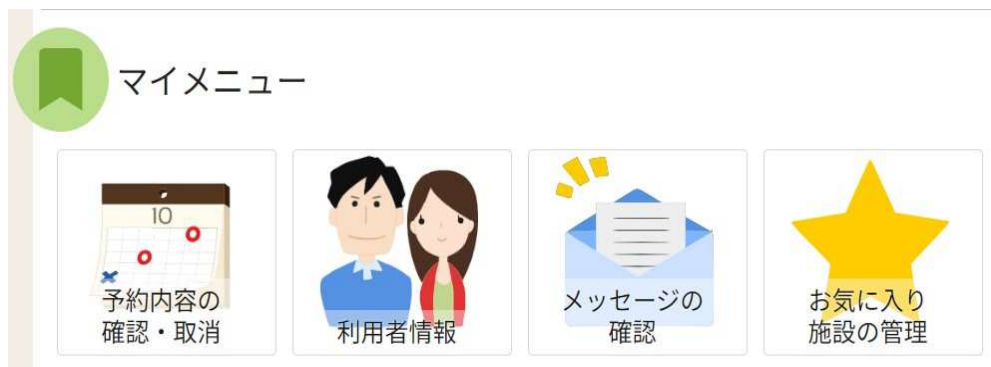 マイメニュー
10
予約内容の
確認・取消
利用者情報
メッセージの
確認
お気に入り
施設の管理